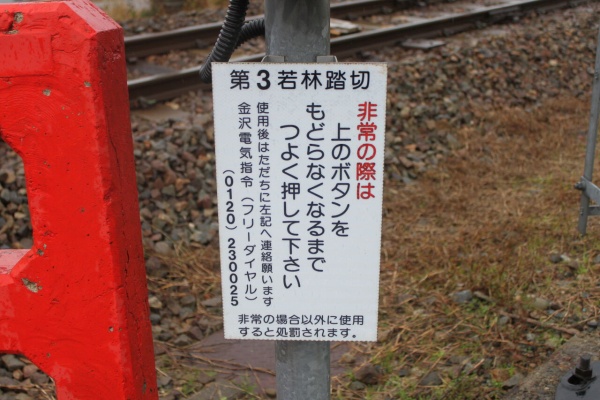 第3若林踏切
非常の際は
上のボタンを
もどらなくなるまで
つよく押して下さい
使用後はただちに左記へ連絡願います
金沢電気指令（フリーダイヤル）
（0120）230025
非常の場合以外に使用
すると処罰されます。